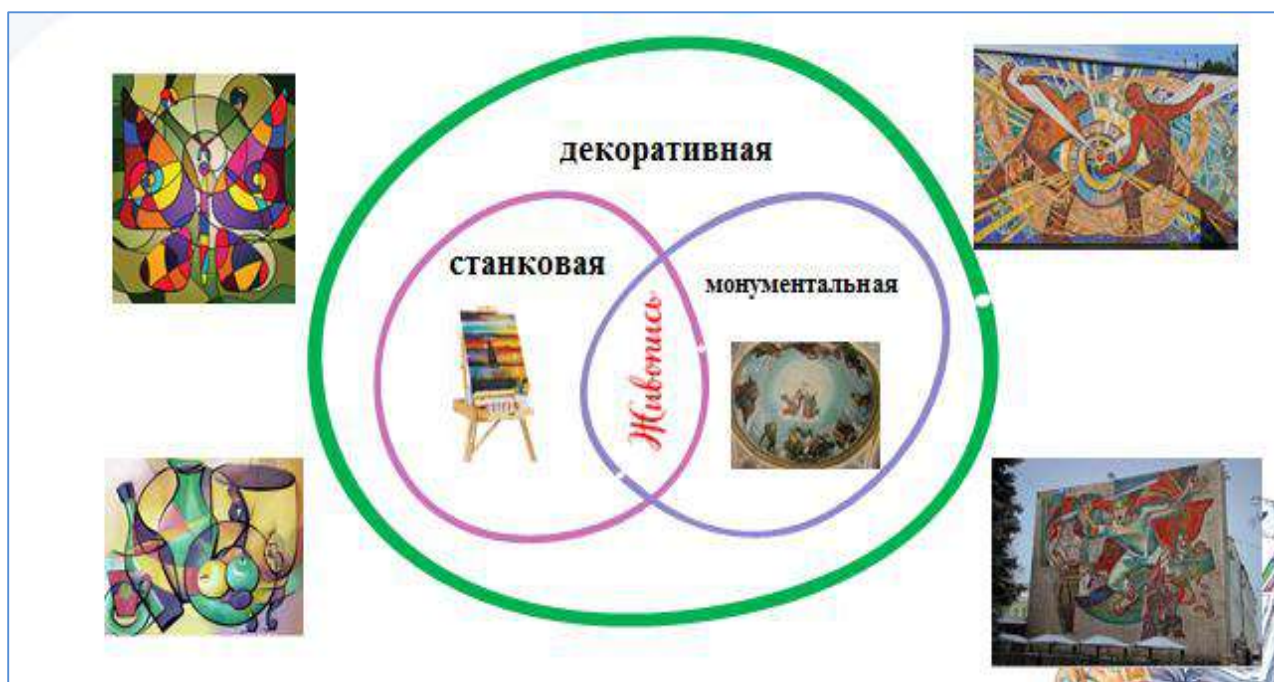 декоративная
станковая
монументальная
Живопись